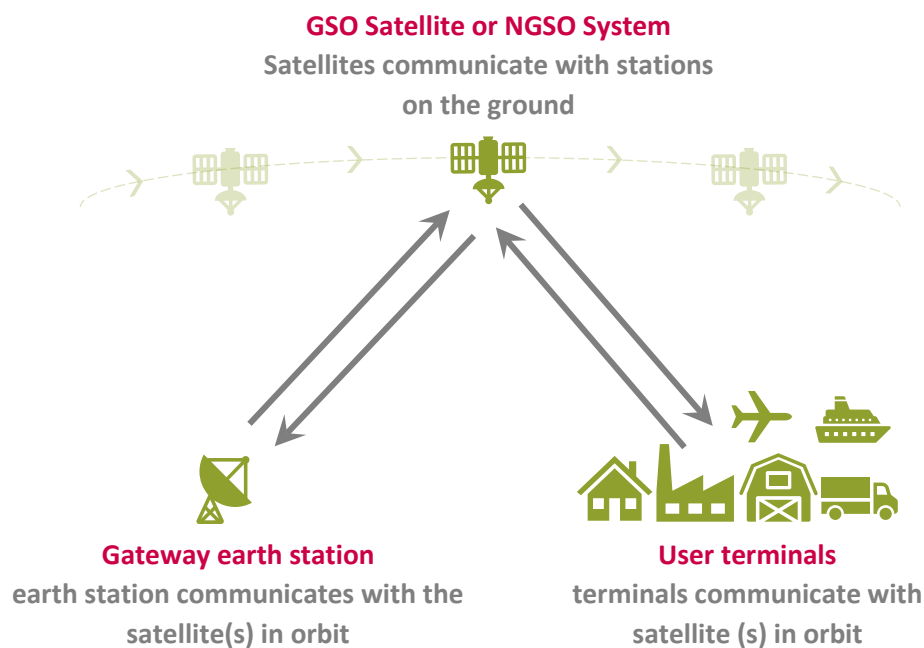 GSO Satellite or NGSO System
Satellites communicate with stations
on the ground
Gateway earth station
earth station communicates with the
satellite(s) in orbit
User terminals
terminals communicate with
satellite (s) in orbit